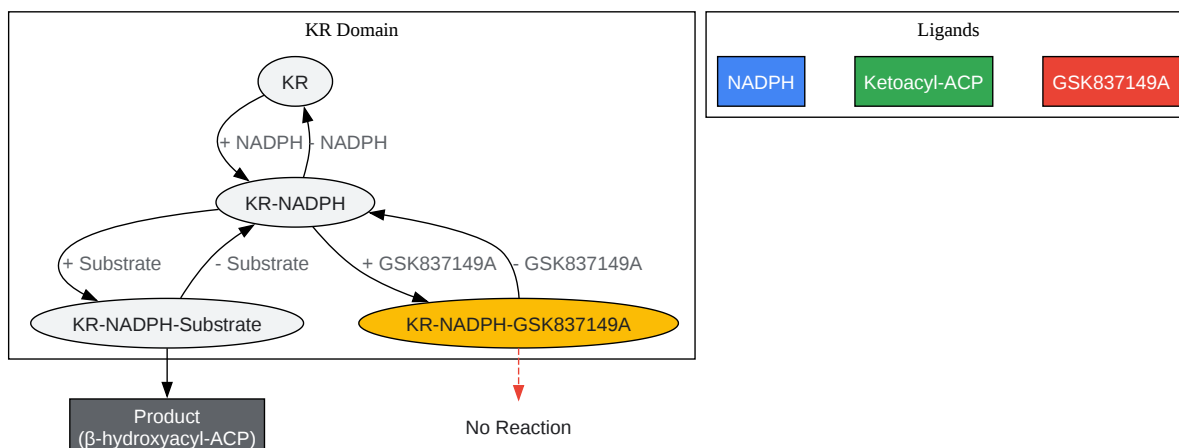 KR Domain
KR
+ NADPH
- NADPH
KR-NADPH
+ Substrate
- Substrate
+ GSK837149A
- GSK837149A
KR-NADPH-Substrate
KR-NADPH-GSK837149A
Product
(β-hydroxyacyl-ACP)
No Reaction
Ligands
NADPH
Ketoacyl-ACP
GSK837149A